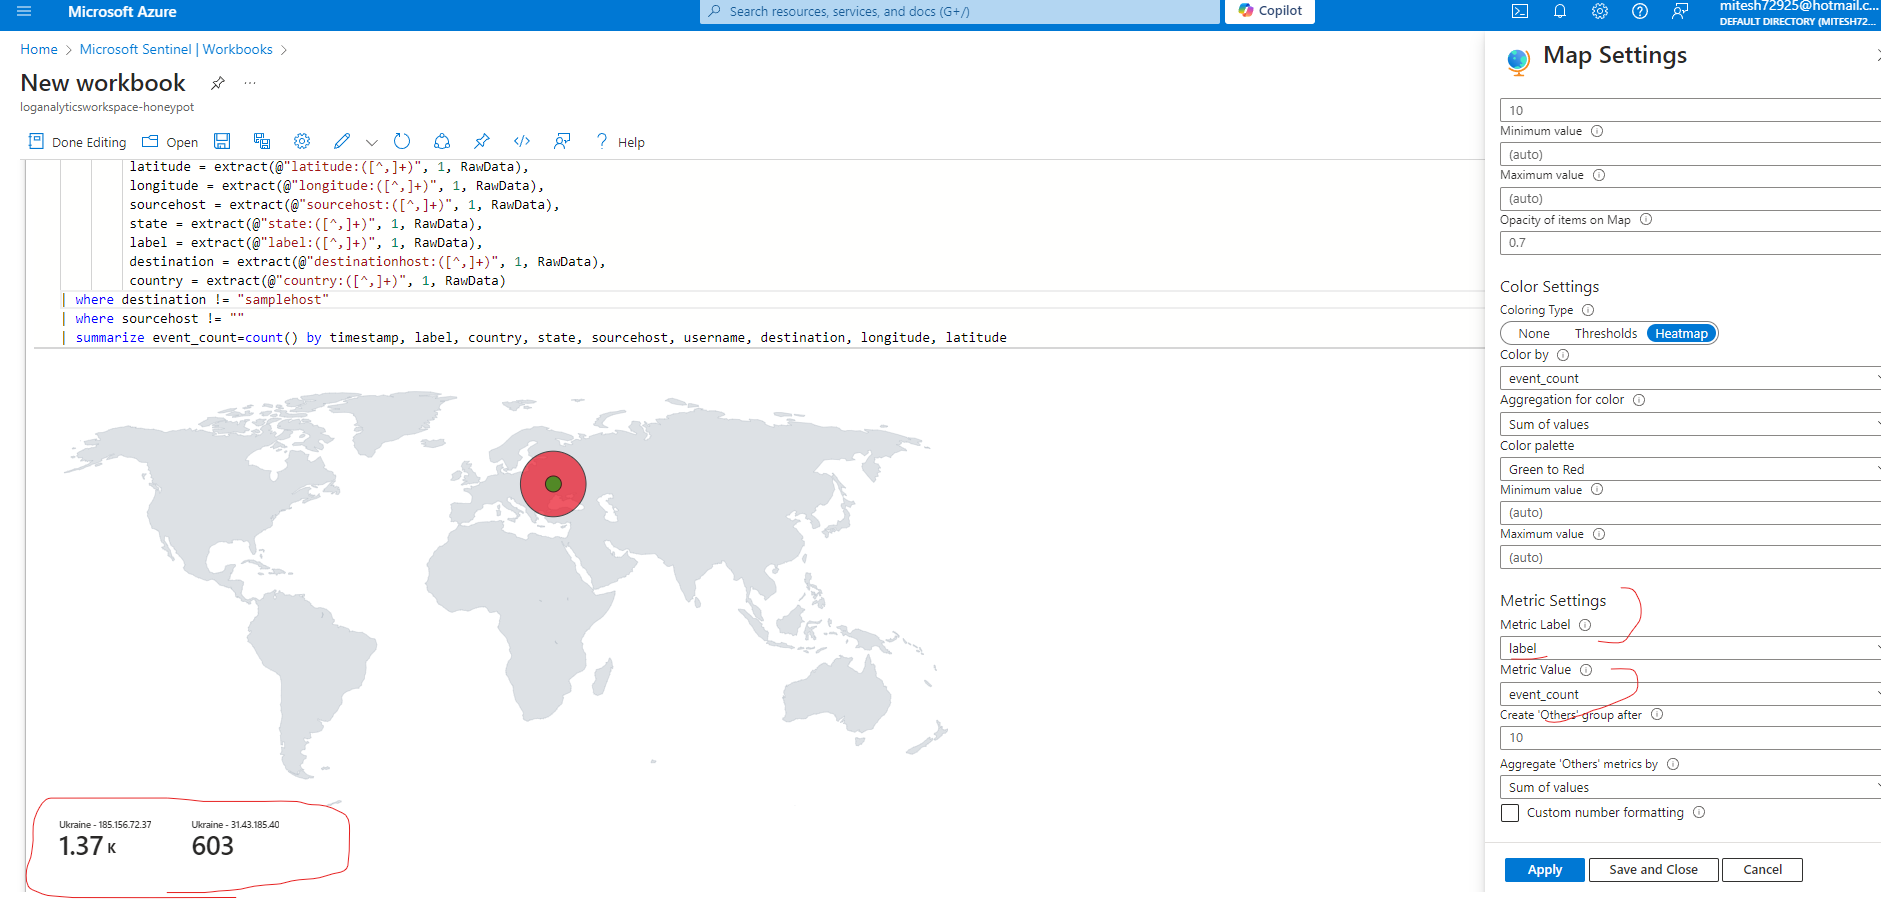 Microsoft Azure
Search resources, services, and docs (G+/)
Copilot
mitesh72925@hotmail.c...
DEFAULT DIRECTORY (MITESH72...
Home > Microsoft Sentinel | Workbooks >
New workbook
...
loganalyticsworkspace-honeypot
Done Editing
Open
Help
latitude = extract(@"latitude:([^,]+)", 1, RawData),
longitude = extract(@"longitude:([^,]+)", 1, RawData),
sourcehost = extract(@"sourcehost:([^,]+)", 1, RawData),
state = extract(@"state:([^,]+)", 1, RawData),
label = extract(@"label:([^,]+)", 1, RawData),
destination = extract(@"destinationhost:([^,]+)", 1, RawData),
country = extract(@"country:([^,]+)", 1, RawData)
| where destination != "samplehost"
| where sourcehost != ""
| summarize event_count=count() by timestamp, label, country, state, sourcehost, username, destination, longitude, latitude
Ukraine - 185.156.72.37
1.37 K
Ukraine - 31.43.185.40
603
Map Settings
10
Minimum value
(auto)
Maximum value
(auto)
Opacity of items on Map
0.7
Color Settings
Coloring Type
None Thresholds Heatmap
Color by
event_count
Aggregation for color
Sum of values
Color palette
Green to Red
Minimum value
(auto)
Maximum value
(auto)
Metric Settings
Metric Label
label
Metric Value
event_count
Create 'Others' group after
10
Aggregate 'Others' metrics by
Sum of values
Custom number formatting
Apply
Save and Close
Cancel